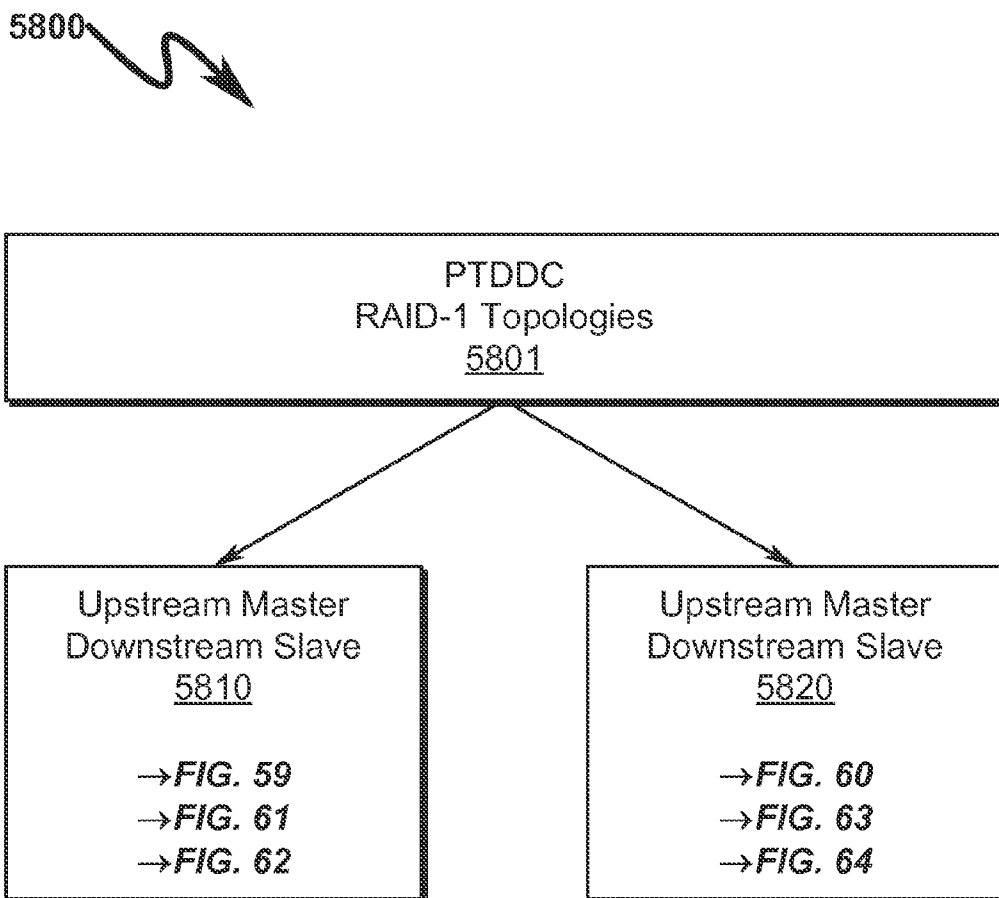 5800
PTDDC
RAID-1 Topologies
5801
Upstream Master
Downstream Slave
5810
→FIG. 59
→FIG. 61
→FIG. 62
Upstream Master
Downstream Slave
5820
→FIG. 60
→FIG. 63
→FIG. 64